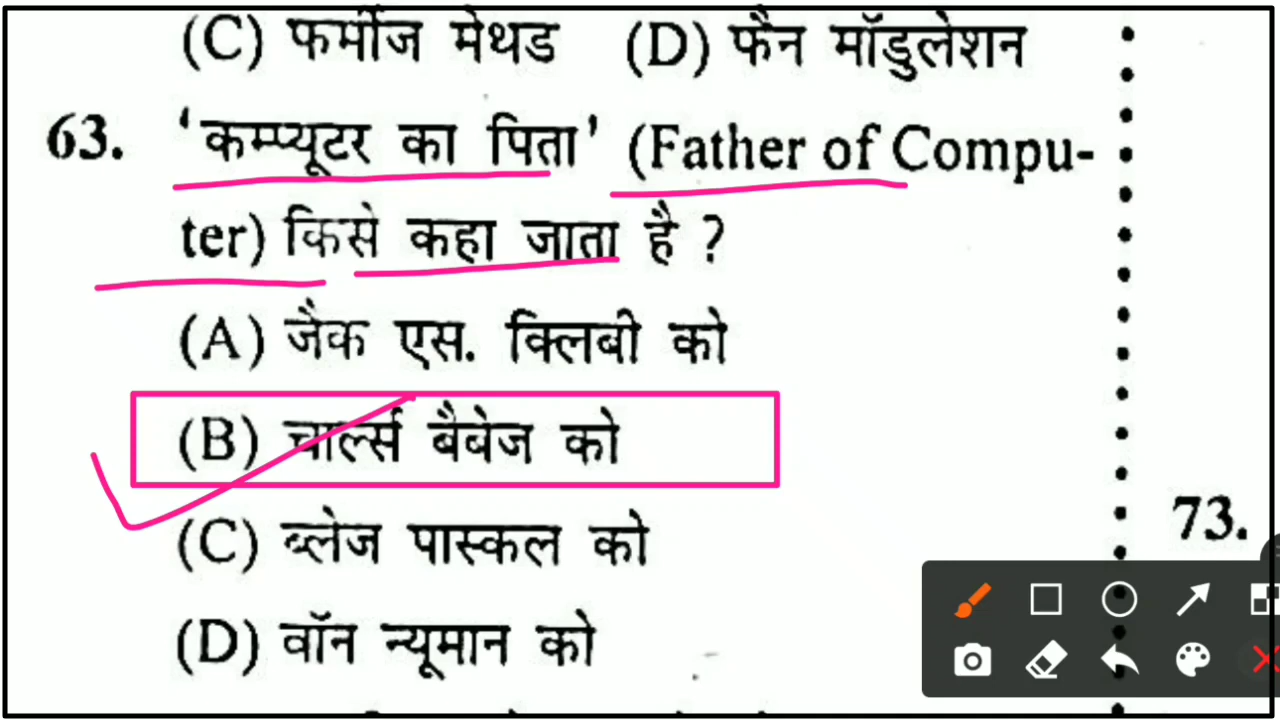 (C) फर्मीज मेथड (D) फैन मॉडुलेशन
63. ‘कम्प्यूटर का पिता’ (Father of Compu-
ter) किसे कहा जाता है ?
(A) जैक एस. क्लिबी को
(B) चार्ल्स बैबेज को
(C) ब्लेज पास्कल को
(D) वॉन न्यूमान को
73.